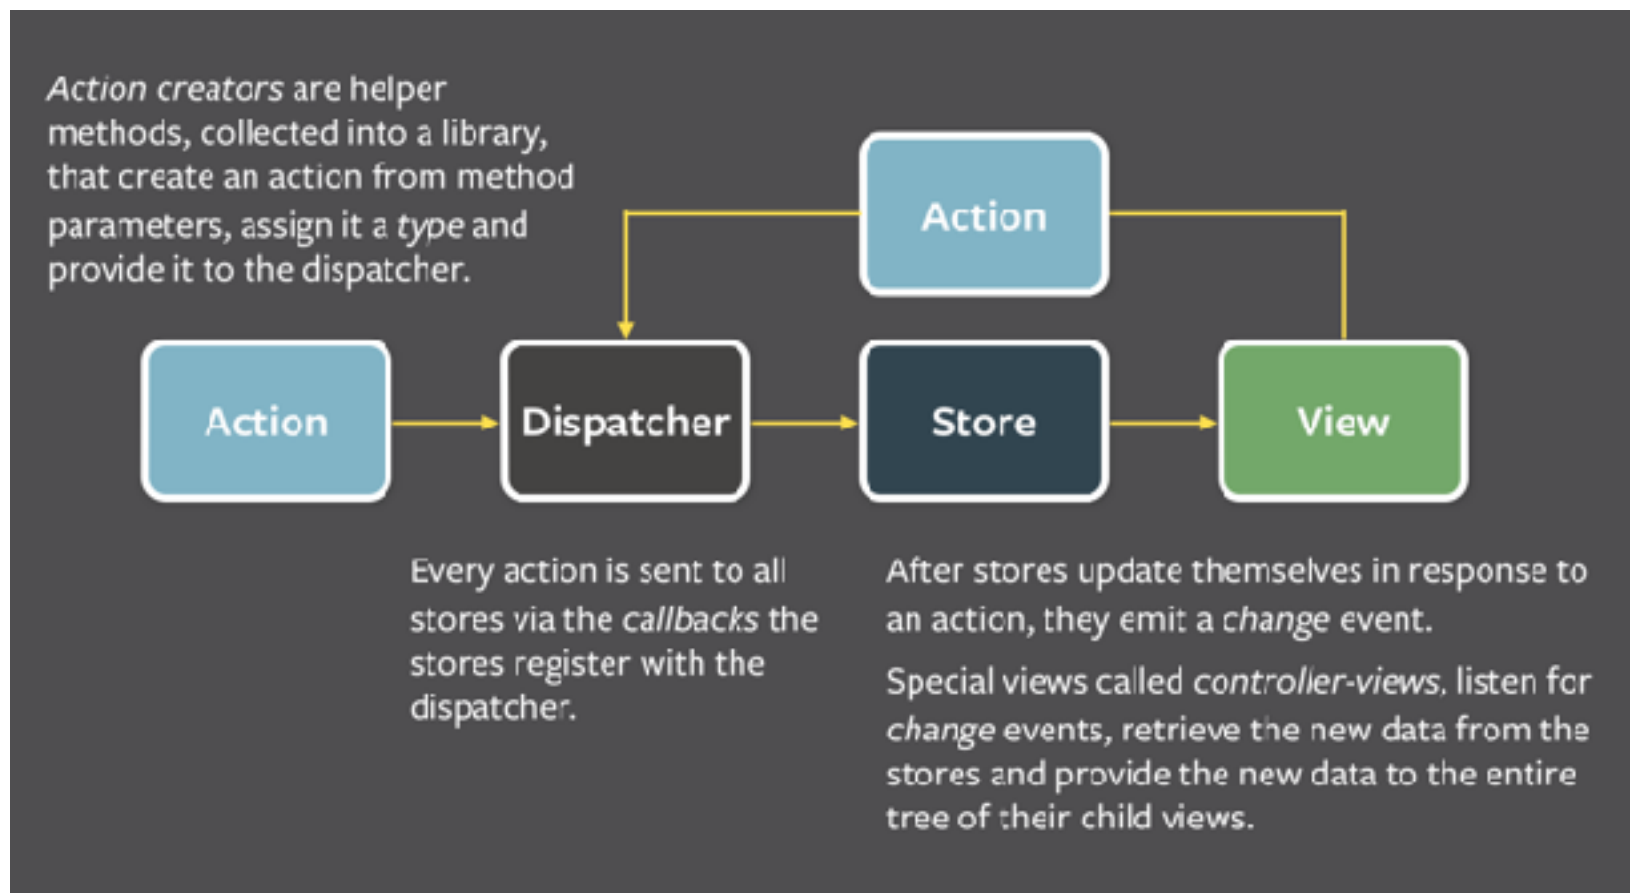 Action creators are helper
methods, collected into a library,
that create an action from method
parameters, assign it a type and
provide it to the dispatcher.
Action
Action
Dispatcher
Store
View
Every action is sent to all
stores via the callbacks the
stores register with the
dispatcher.
After stores update themselves in response to
an action, they emit a change event.
Special views called controller-views, listen for
change events, retrieve the new data from the
stores and provide the new data to the entire
tree of their child views.